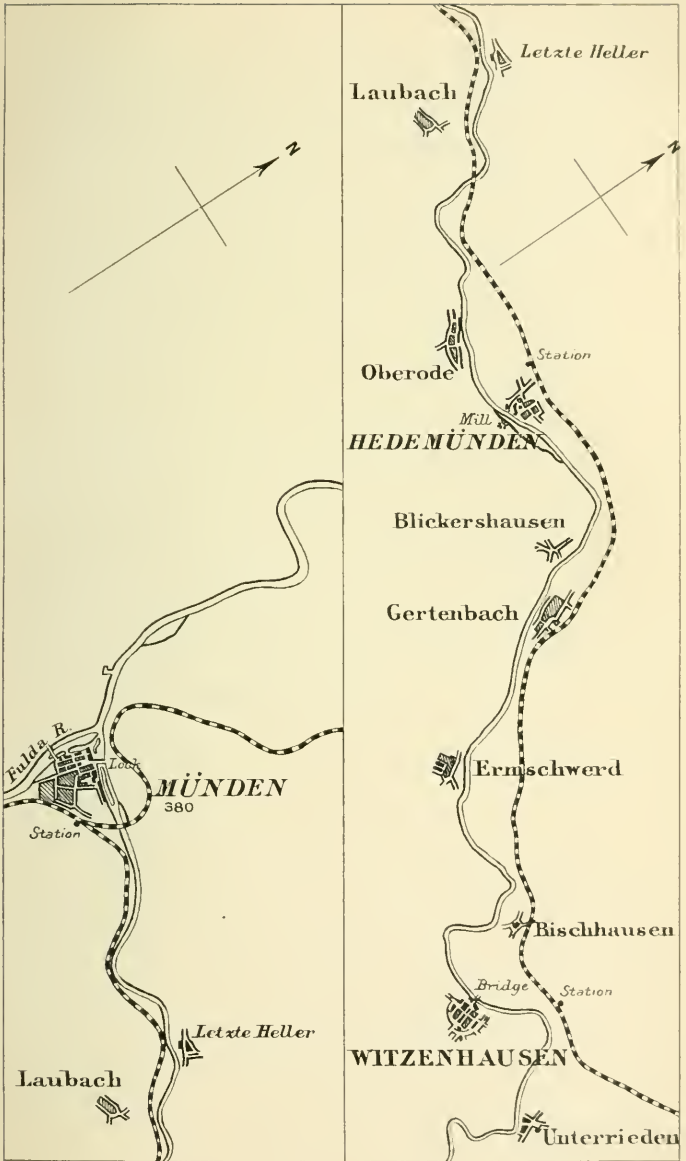 N
Fulda R.
Lock
MÜNDEN
380
Station
Letzte Heller
Laubach
Letzte Heller
Laubach
N
Station
Oberode
Mill
HEDEMÜNDEN
Blickershausen
Gertenbach
Ermschwerd
Bischhausen
Bridge
Station
WITZENHAUSEN
Unterrieden